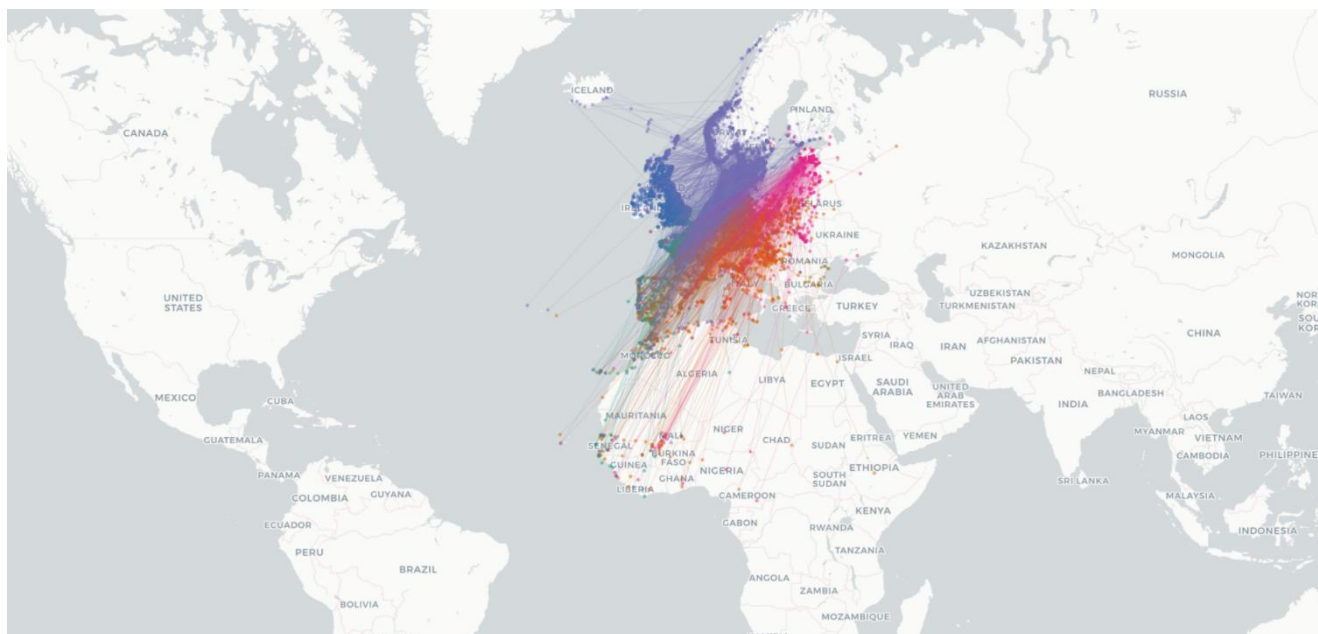 ICELAND
RUSSIA
CANADA
FINLAND
UKRAINE
KAZAKHSTAN
MONGOLIA
ROMANIA
UNITED
STATES
BULGARIA
UZBEKISTAN
TURKMENISTAN
GREECE
TURKEY
CHINA
TUNISIA
SYRIA
IRAQ
IRAN
AFGHANISTAN
ISRAEL
PAKISTAN
ALGERIA
LIBYA
EGYPT
SAUDI
ARABIA
UNITED
ARAB
EMIRATES
NEPAL
BANGLADESH
MEXICO
CUBA
INDIA
TAIWAN
MAURITANIA
LAOS
MYANMAR
VIETNAM
GUATEMALA
NIGER
MALI
CHAD
SUDAN
ERITREA
YEMEN
SENEGAL
BURKINA
FASO
CAMBODIA
PHILIPPINE
GUINEA
NIGERIA
ETHIOPIA
PANAMA
VENEZUELA
GHANA
SOUTH
SUDAN
SRI LANKA
LIBERIA
CAMEROON
COLOMBIA
GUYANA
MALAYSIA
KENYA
ECUADOR
GABON
RWANDA
INDONESIA
PERU
TANZANIA
BRAZIL
ANGOLA
ZAMBIA
BOLIVIA
MOZAMBIQUE